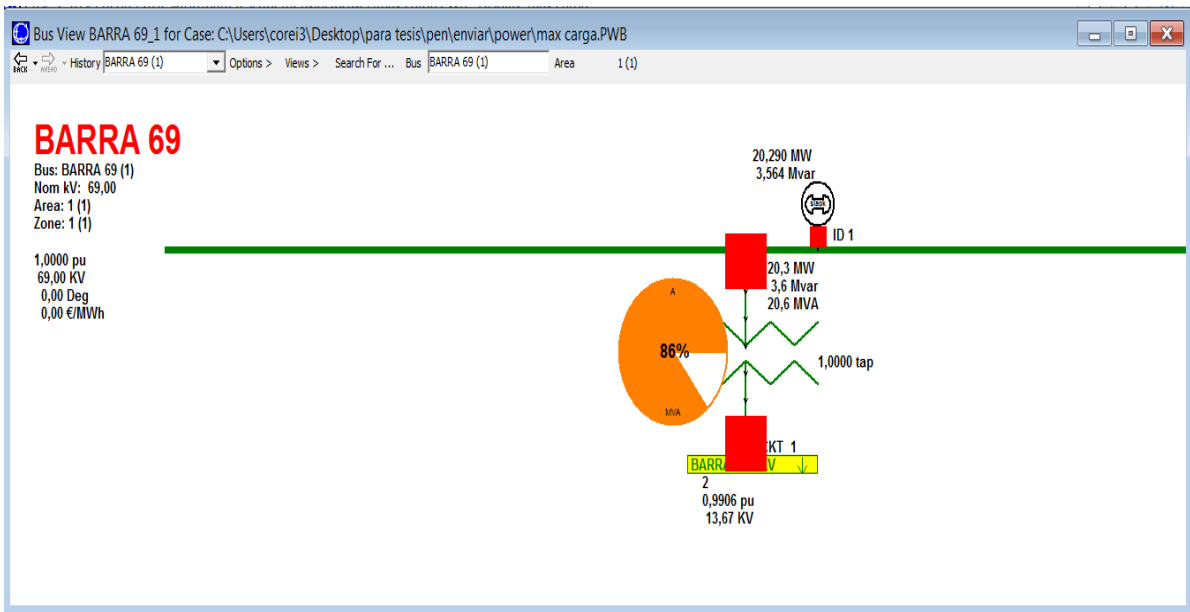 Bus View BARRA 69_1 for Case: C:\Users\corei3\Desktop\para tesis\pen\enviar\power\max carga.PWB
BACK AHEAD History BARRA 69 (1) Options > Views > Search For ... Bus BARRA 69 (1) Area 1 (1)
BARRA 69
Bus: BARRA 69 (1)
Nom kV: 69,00
Area: 1 (1)
Zone: 1 (1)
1,0000 pu
69,00 KV
0,00 Deg
0,00 €/MWh
20,290 MW
3,564 Mvar
slack
ID 1
20,3 MW
3,6 Mvar
20,6 MVA
A
86%
MVA
1,0000 tap
1
2
0,9906 pu
13,67 KV